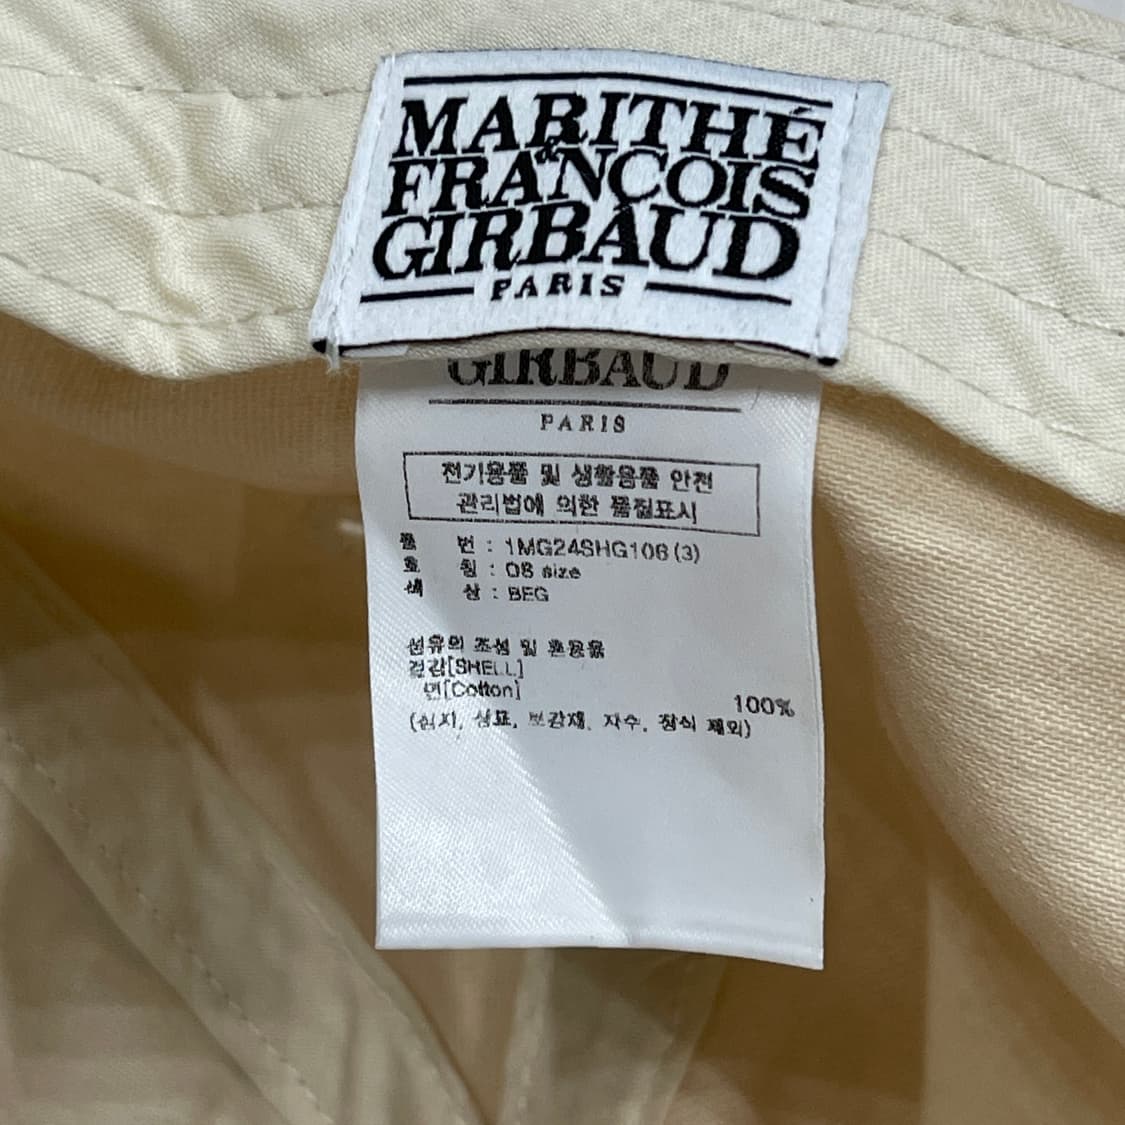 MARITHÉ
&
FRANÇOIS
GIRBAUD
PARIS
GIRBAUD
PARIS
전기용품 및 생활용품 안전
관리법에 의한 품질표시
품 번 : 1MG24SHG106 (3)
호 칭 : 08 size
색 상 : BEG
섬유의 조성 및 혼용율
겉감[SHELL]
면[Cotton] 100%
(심지, 상표, 보강재, 자수, 장식 제외)